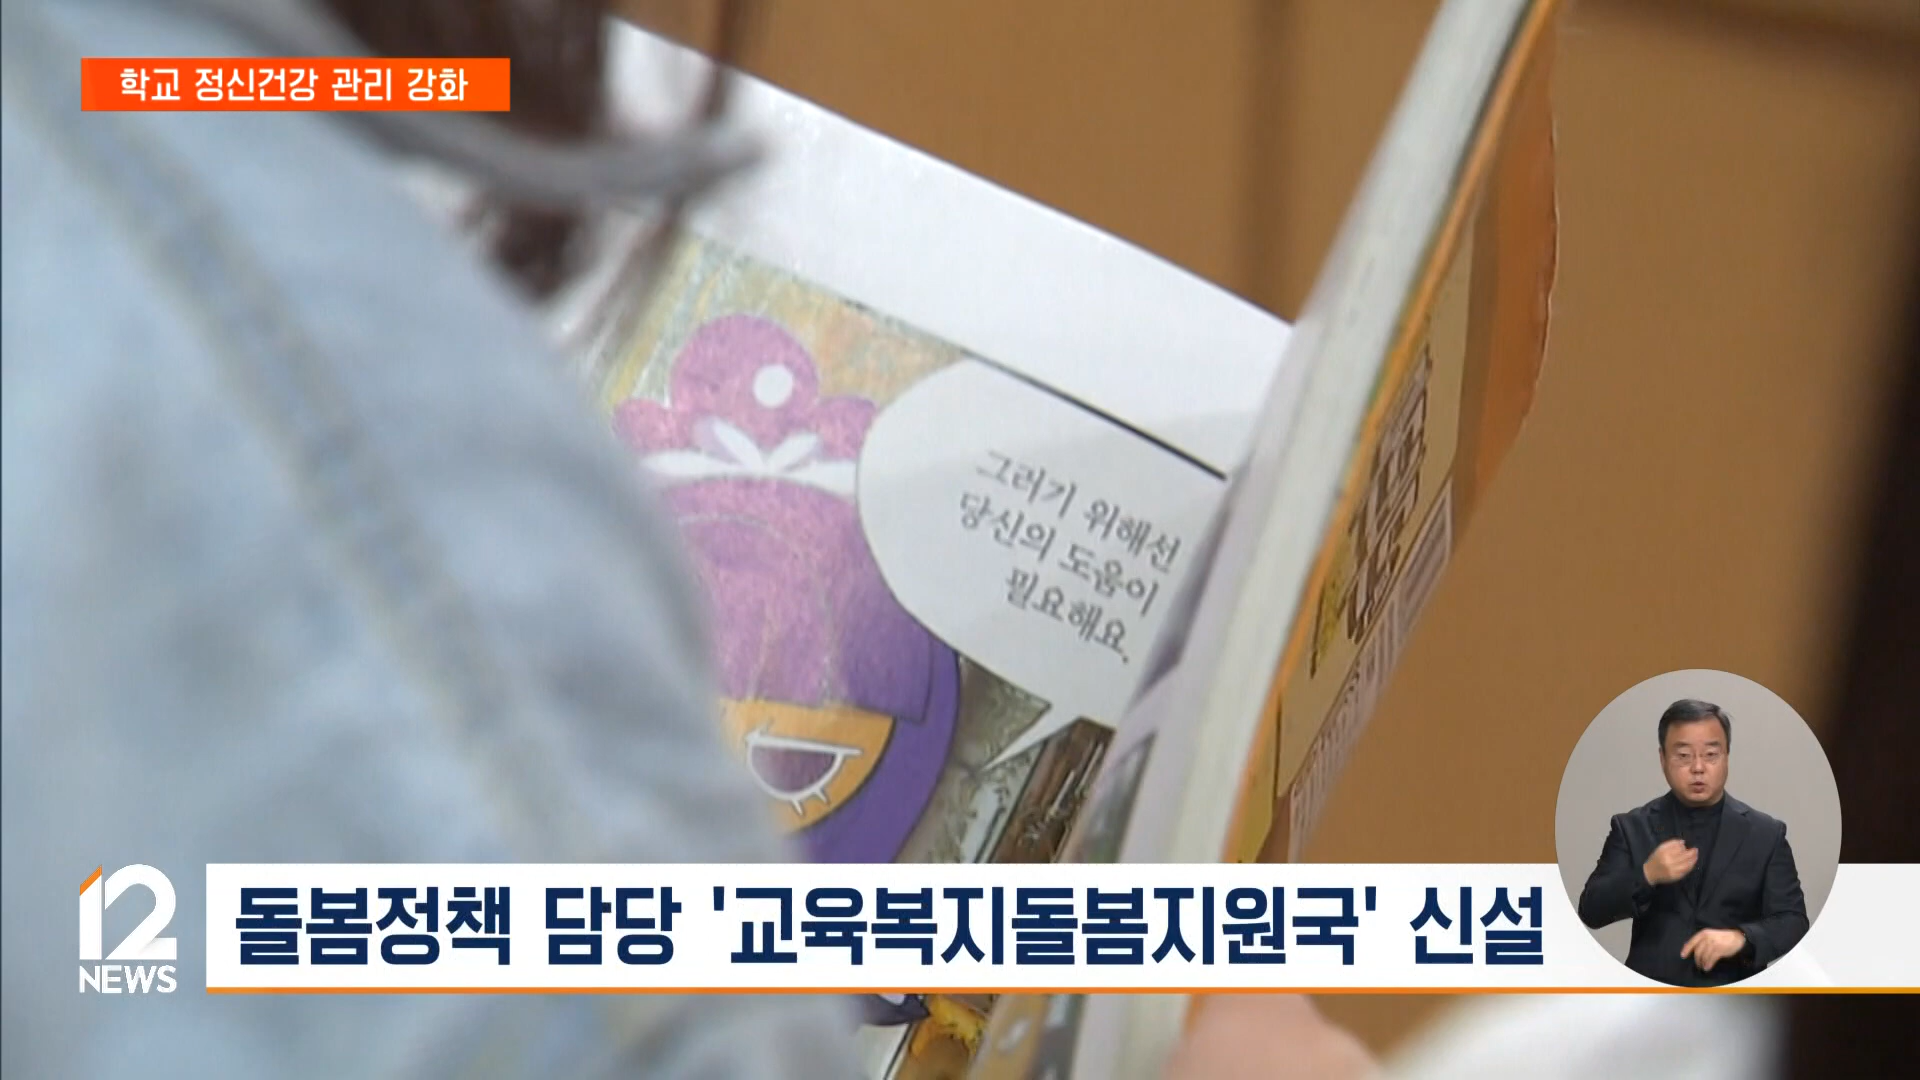 학교 정신건강 관리 강화
그러기 위해선
당신의 도움이
필요해요.
12
NEWS
돌봄정책 담당 '교육복지돌봄지원국' 신설